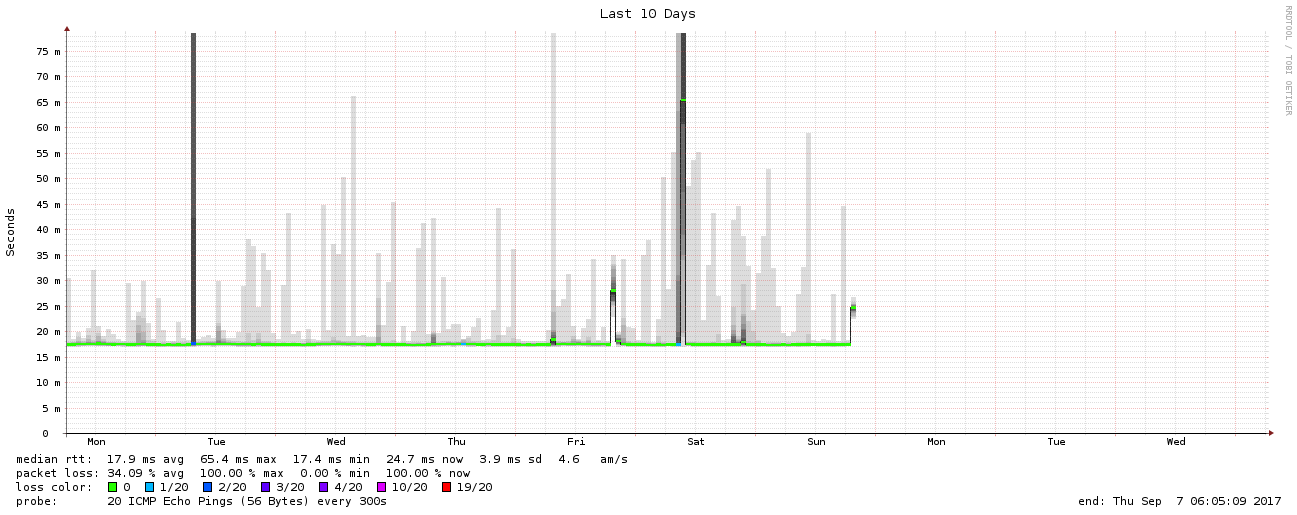 Last 10 Days
RRDTOOL / TOBI OETIKER
Seconds
75 m
70 m
65 m
60 m
55 m
50 m
45 m
40 m
35 m
30 m
25 m
20 m
15 m
10 m
5 m
0
Mon Tue Wed Thu Fri Sat Sun Mon Tue Wed
median rtt: 17.9 ms avg 65.4 ms max 17.4 ms min 24.7 ms now 3.9 ms sd 4.6 am/s
packet loss: 34.09 % avg 100.00 % max 0.00 % min 100.00 % now
loss color: 0 1/20 2/20 3/20 4/20 10/20 19/20
probe: 20 ICMP Echo Pings (56 Bytes) every 300s end: Thu Sep 7 06:05:09 2017